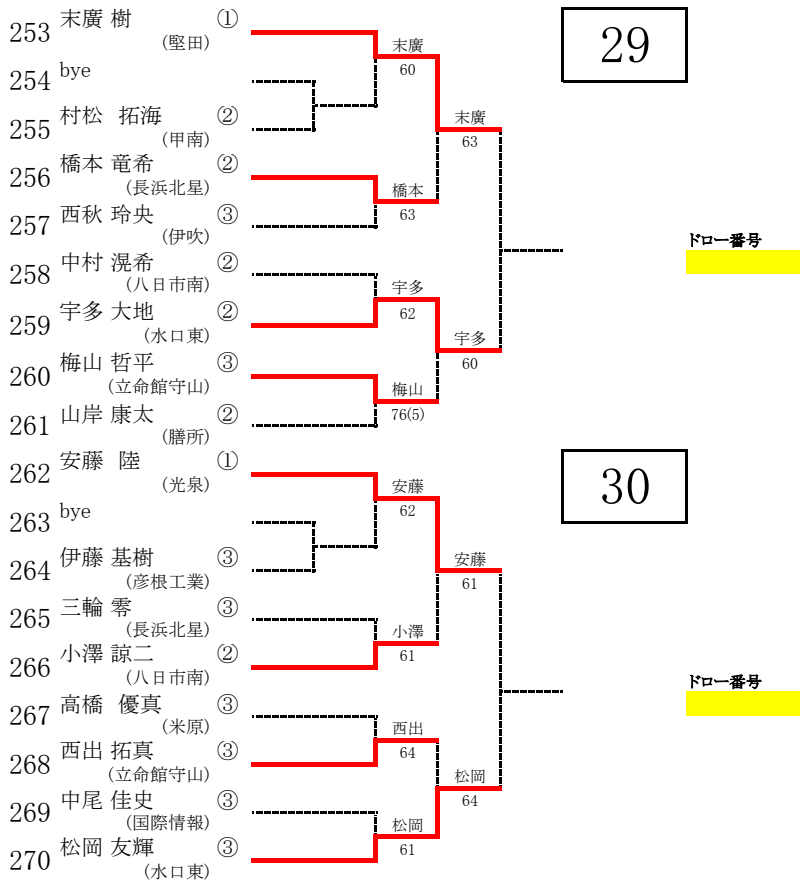 253 末廣 樹 ①
(堅田)
254 bye
255 村松 拓海 ②
(甲南)
256 橋本 竜希 ②
(長浜北星)
257 西秋 玲央 ③
(伊吹)
258 中村 滉希 ②
(八日市南)
259 宇多 大地 ②
(水口東)
260 梅山 哲平 ③
(立命館守山)
261 山岸 康太 ②
(膳所)
末廣
60
橋本
63
宇多
62
梅山
76(5)
末廣
63
宇多
60
29
ドロー番号
262 安藤 陸 ①
(光泉)
263 bye
264 伊藤 基樹 ③
(彦根工業)
265 三輪 零 ③
(長浜北星)
266 小澤 諒二 ②
(八日市南)
267 高橋 優真 ③
(米原)
268 西出 拓真 ③
(立命館守山)
269 中尾 佳史 ③
(国際情報)
270 松岡 友輝 ③
(水口東)
安藤
62
小澤
61
西出
64
松岡
61
安藤
61
松岡
64
30
ドロー番号